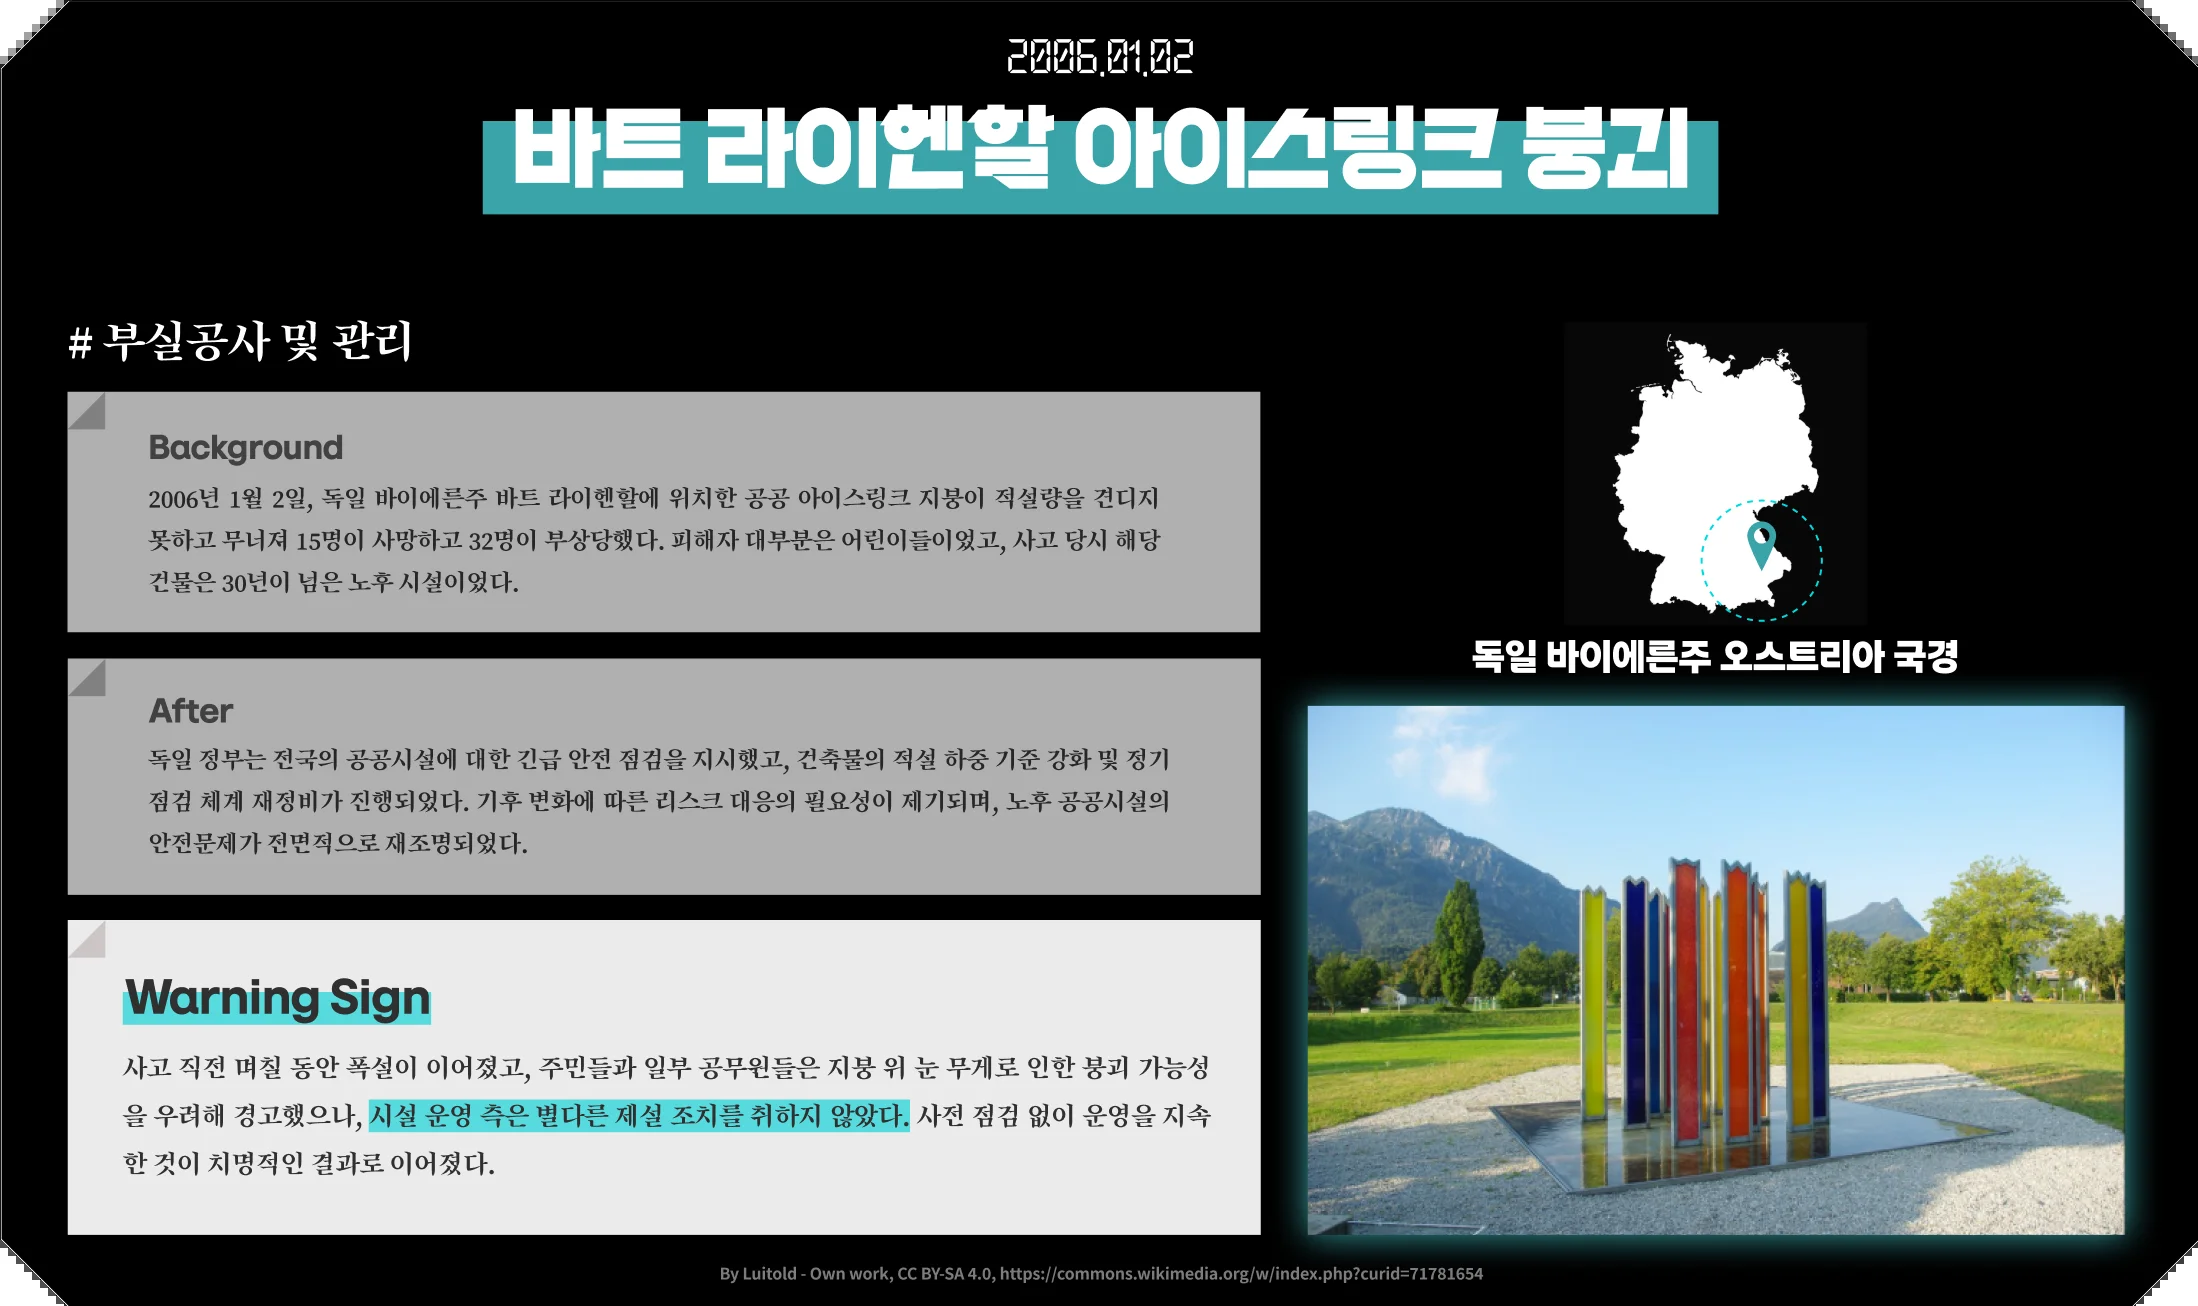 2006.01.02
바트 라이헨할 아이스링크 붕괴
# 부실공사 및 관리
Background
2006년 1월 2일, 독일 바이에른주 바트 라이헨할에 위치한 공공 아이스링크 지붕이 적설량을 견디지
못하고 무너져 15명이 사망하고 32명이 부상당했다. 피해자 대부분은 어린이들이었고, 사고 당시 해당
건물은 30년이 넘은 노후 시설이었다.
After
독일 정부는 전국의 공공시설에 대한 긴급 안전 점검을 지시했고, 건축물의 적설 하중 기준 강화 및 정기
점검 체계 재정비가 진행되었다. 기후 변화에 따른 리스크 대응의 필요성이 제기되며, 노후 공공시설의
안전문제가 전면적으로 재조명되었다.
Warning Sign
사고 직전 며칠 동안 폭설이 이어졌고, 주민들과 일부 공무원들은 지붕 위 눈 무게로 인한 붕괴 가능성
을 우려해 경고했으나, 시설 운영 측은 별다른 제설 조치를 취하지 않았다. 사전 점검 없이 운영을 지속
한 것이 치명적인 결과로 이어졌다.
독일 바이에른주 오스트리아 국경
By Luitold - Own work, CC BY-SA 4.0, https://commons.wikimedia.org/w/index.php?curid=71781654